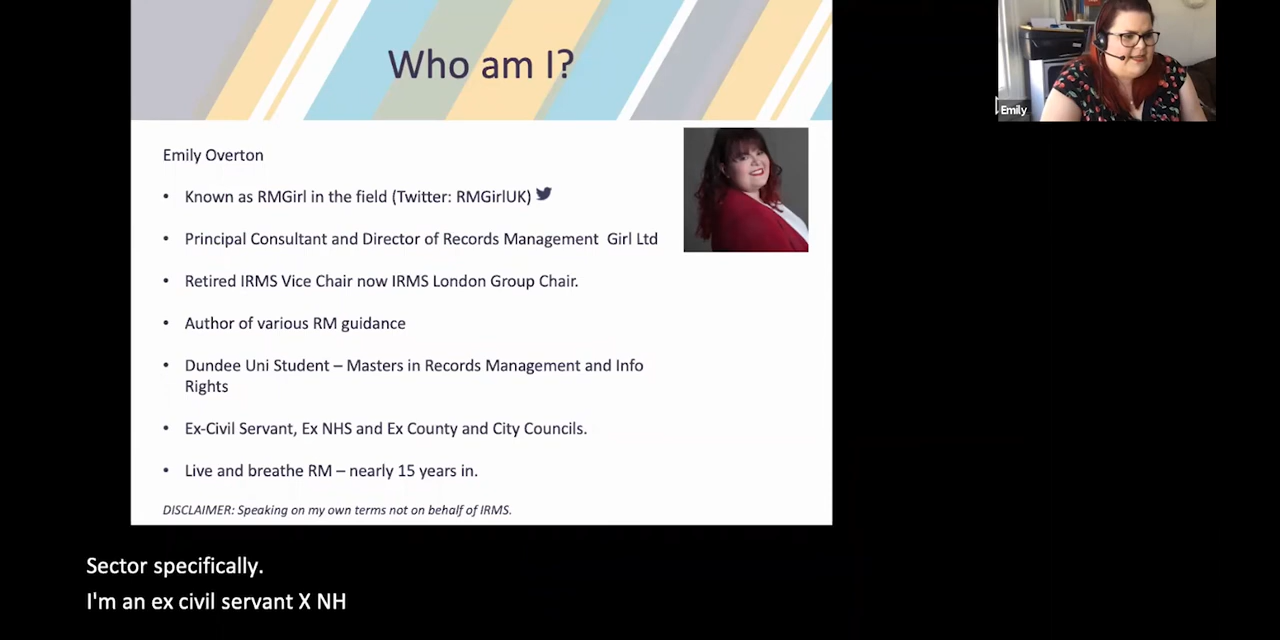 Who am I?
Emily
Emily Overton
• Known as RMGirl in the field (Twitter: RMGirlUK)
• Principal Consultant and Director of Records Management  Girl Ltd
• Retired IRMS Vice Chair now IRMS London Group Chair.
• Author of various RM guidance
• Dundee Uni Student – Masters in Records Management and Info
Rights
• Ex-Civil Servant, Ex NHS and Ex County and City Councils.
• Live and breathe RM – nearly 15 years in.
DISCLAIMER: Speaking on my own terms not on behalf of IRMS.
Sector specifically.
I'm an ex civil servant X NH